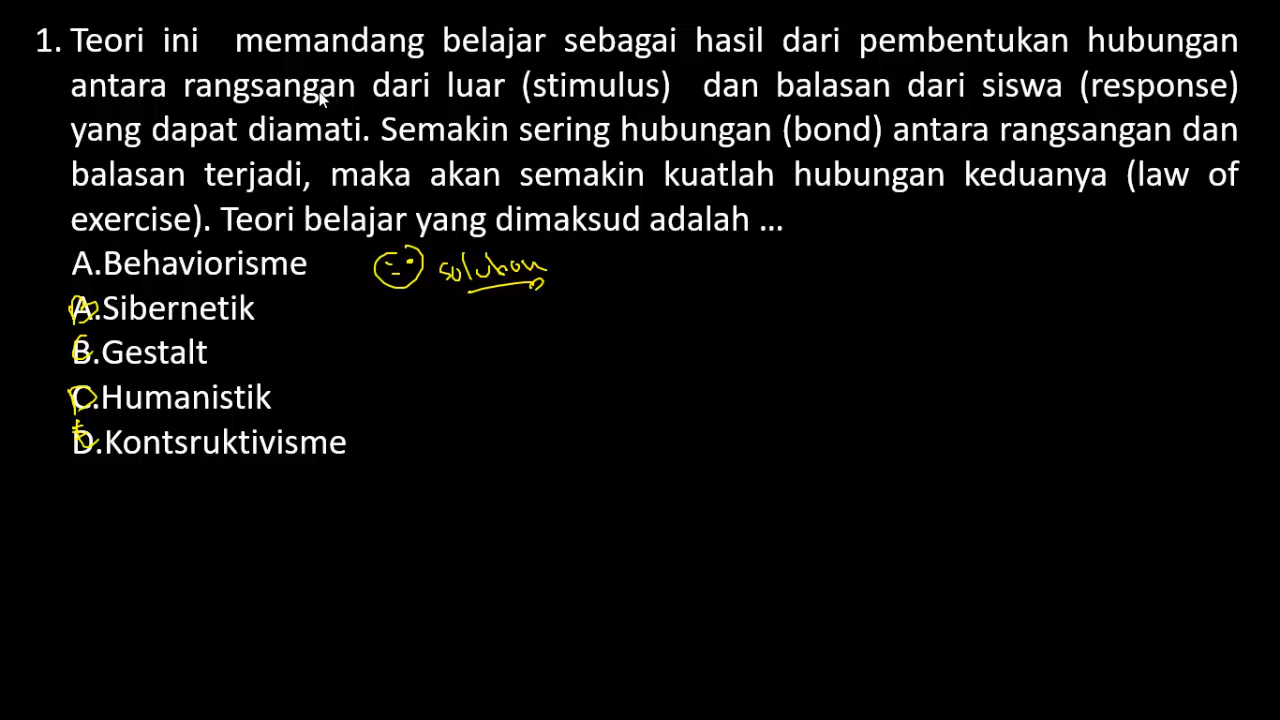 1. Teori ini memandang belajar sebagai hasil dari pembentukan hubungan
antara rangsangan dari luar (stimulus) dan balasan dari siswa (response)
yang dapat diamati. Semakin sering hubungan (bond) antara rangsangan dan
balasan terjadi, maka akan semakin kuatlah hubungan keduanya (law of
exercise). Teori belajar yang dimaksud adalah ...
A.Behaviorisme solution
A.Sibernetik
B.Gestalt
C.Humanistik
D.Kontsruktivisme